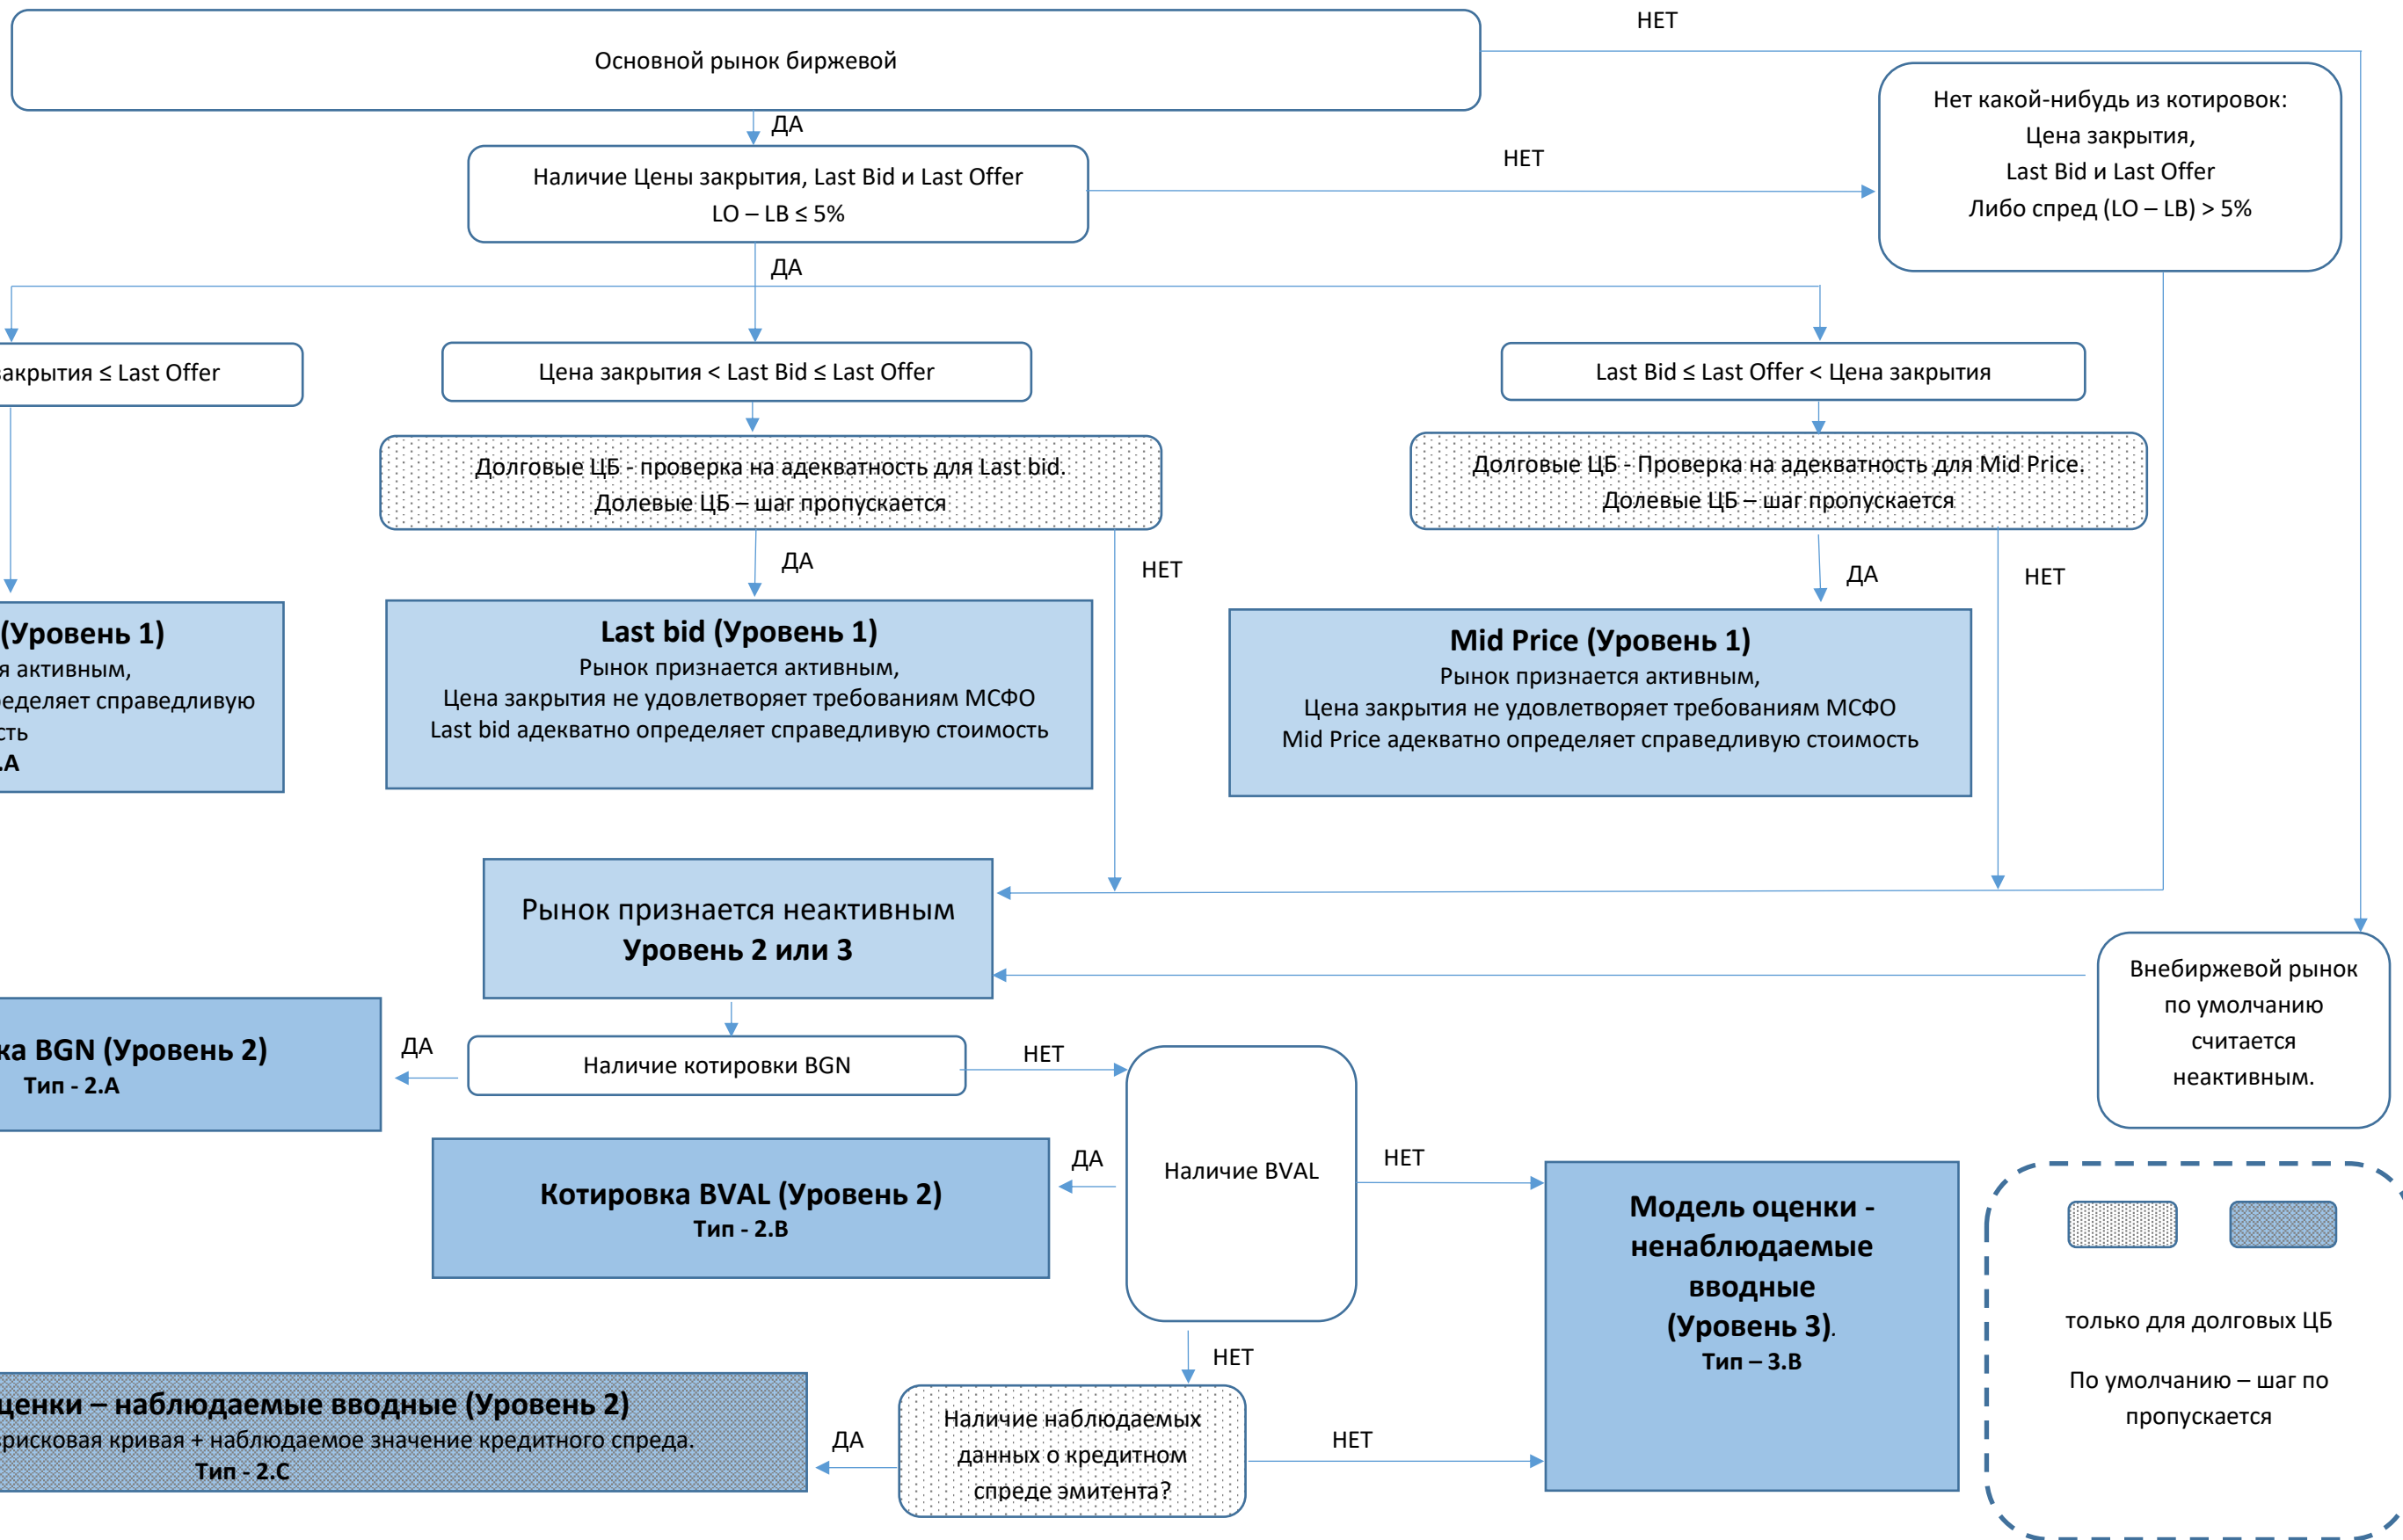 НЕТ
Основной рынок биржевой
Нет какой-нибудь из котировок:
Цена закрытия,
Last Bid и Last Offer
Либо спред (LO – LB) > 5%
ДА
НЕТ
Наличие Цены закрытия, Last Bid и Last Offer
LO – LB ≤ 5%
ДА
закрытия ≤ Last Offer
Цена закрытия < Last Bid ≤ Last Offer
Last Bid ≤ Last Offer < Цена закрытия
Долговые ЦБ - проверка на адекватность для Last bid.
Долевые ЦБ – шаг пропускается
Долговые ЦБ - Проверка на адекватность для Mid Price.
Долевые ЦБ – шаг пропускается
ДА
НЕТ
ДА
НЕТ
(Уровень 1)
я активным,
ределяет справедливую
сть
.А
Last bid (Уровень 1)
Рынок признается активным,
Цена закрытия не удовлетворяет требованиям МСФО
Last bid адекватно определяет справедливую стоимость
Mid Price (Уровень 1)
Рынок признается активным,
Цена закрытия не удовлетворяет требованиям МСФО
Mid Price адекватно определяет справедливую стоимость
Рынок признается неактивным
Уровень 2 или 3
Внебиржевой рынок
по умолчанию
считается
неактивным.
ка BGN (Уровень 2)
Тип - 2.А
ДА
Наличие котировки BGN
НЕТ
Котировка BVAL (Уровень 2)
Тип - 2.В
ДА
Наличие BVAL
НЕТ
Модель оценки -
ненаблюдаемые
вводные
(Уровень 3).
Тип – 3.В
только для долговых ЦБ
По умолчанию – шаг по
пропускается
НЕТ
ценки – наблюдаемые вводные (Уровень 2)
рисковая кривая + наблюдаемое значение кредитного спреда.
Тип - 2.С
ДА
Наличие наблюдаемых
данных о кредитном
спреде эмитента?
НЕТ